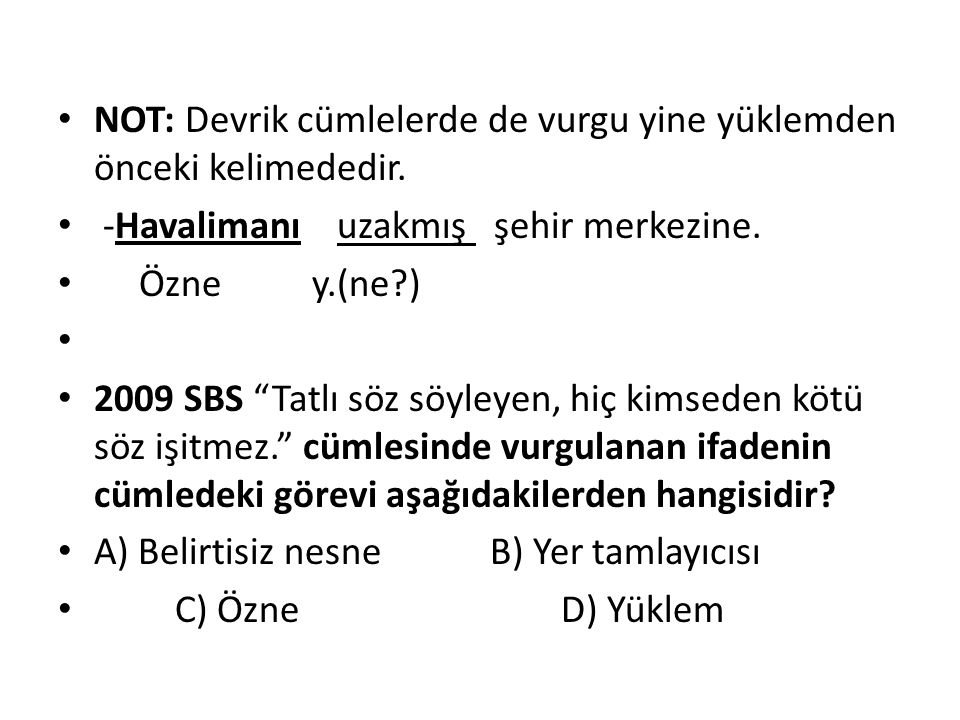 • NOT: Devrik cümlelerde de vurgu yine yüklemden
önceki kelimededir.
• -Havalimanı uzakmış şehir merkezine.
• Özne y.(ne?)
•
• 2009 SBS “Tatlı söz söyleyen, hiç kimseden kötü
söz işitmez.” cümlesinde vurgulanan ifadenin
cümledeki görevi aşağıdakilerden hangisidir?
• A) Belirtisiz nesne B) Yer tamlayıcısı
• C) Özne D) Yüklem